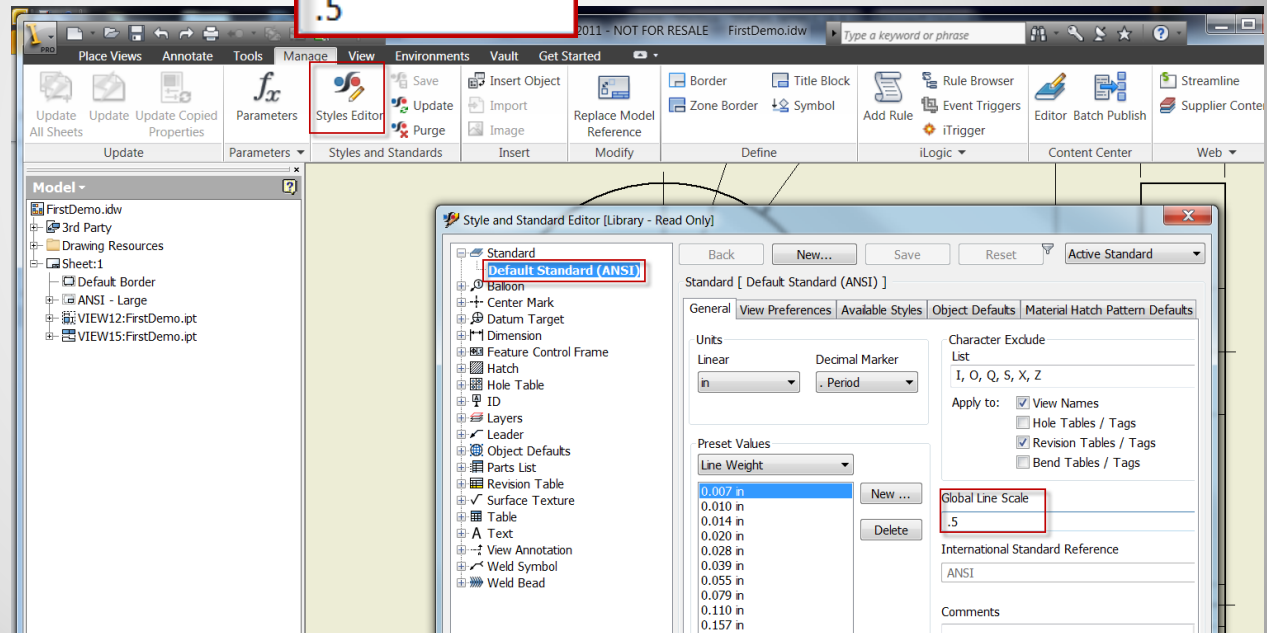 .5
2011 - NOT FOR RESALE FirstDemo.idw Type a keyword or phrase
PRO Place Views Annotate Tools Manage View Environments Vault Get Started
Update All Sheets
Update
Update Copied Properties
Update
fx
Parameters
Parameters
Styles Editor
Save
Update
Purge
Styles and Standards
Insert Object
Import
Image
Insert
Replace Model Reference
Modify
Border
Title Block
Zone Border
Symbol
Define
Add Rule
Rule Browser
Event Triggers
iTrigger
iLogic
Editor
Batch Publish
Content Center
Streamline
Supplier Conte
Web
Model
FirstDemo.idw
3rd Party
Drawing Resources
Sheet:1
Default Border
ANSI - Large
VIEW12:FirstDemo.ipt
VIEW15:FirstDemo.ipt
Style and Standard Editor [Library - Read Only]
Standard
Default Standard (ANSI)
Balloon
Center Mark
Datum Target
Dimension
Feature Control Frame
Hatch
Hole Table
ID
Layers
Leader
Object Defaults
Parts List
Revision Table
Surface Texture
Table
Text
View Annotation
Weld Symbol
Weld Bead
Back New... Save Reset Active Standard
Standard [ Default Standard (ANSI) ]
General View Preferences Available Styles Object Defaults Material Hatch Pattern Defaults
Units
Linear Decimal Marker
in . Period
Preset Values
Line Weight
0.007 in
0.010 in
0.014 in
0.020 in
0.028 in
0.039 in
0.055 in
0.079 in
0.110 in
0.157 in
New ...
Delete
Character Exclude
List
I, O, Q, S, X, Z
Apply to: View Names
Hole Tables / Tags
Revision Tables / Tags
Bend Tables / Tags
Global Line Scale
.5
International Standard Reference
ANSI
Comments